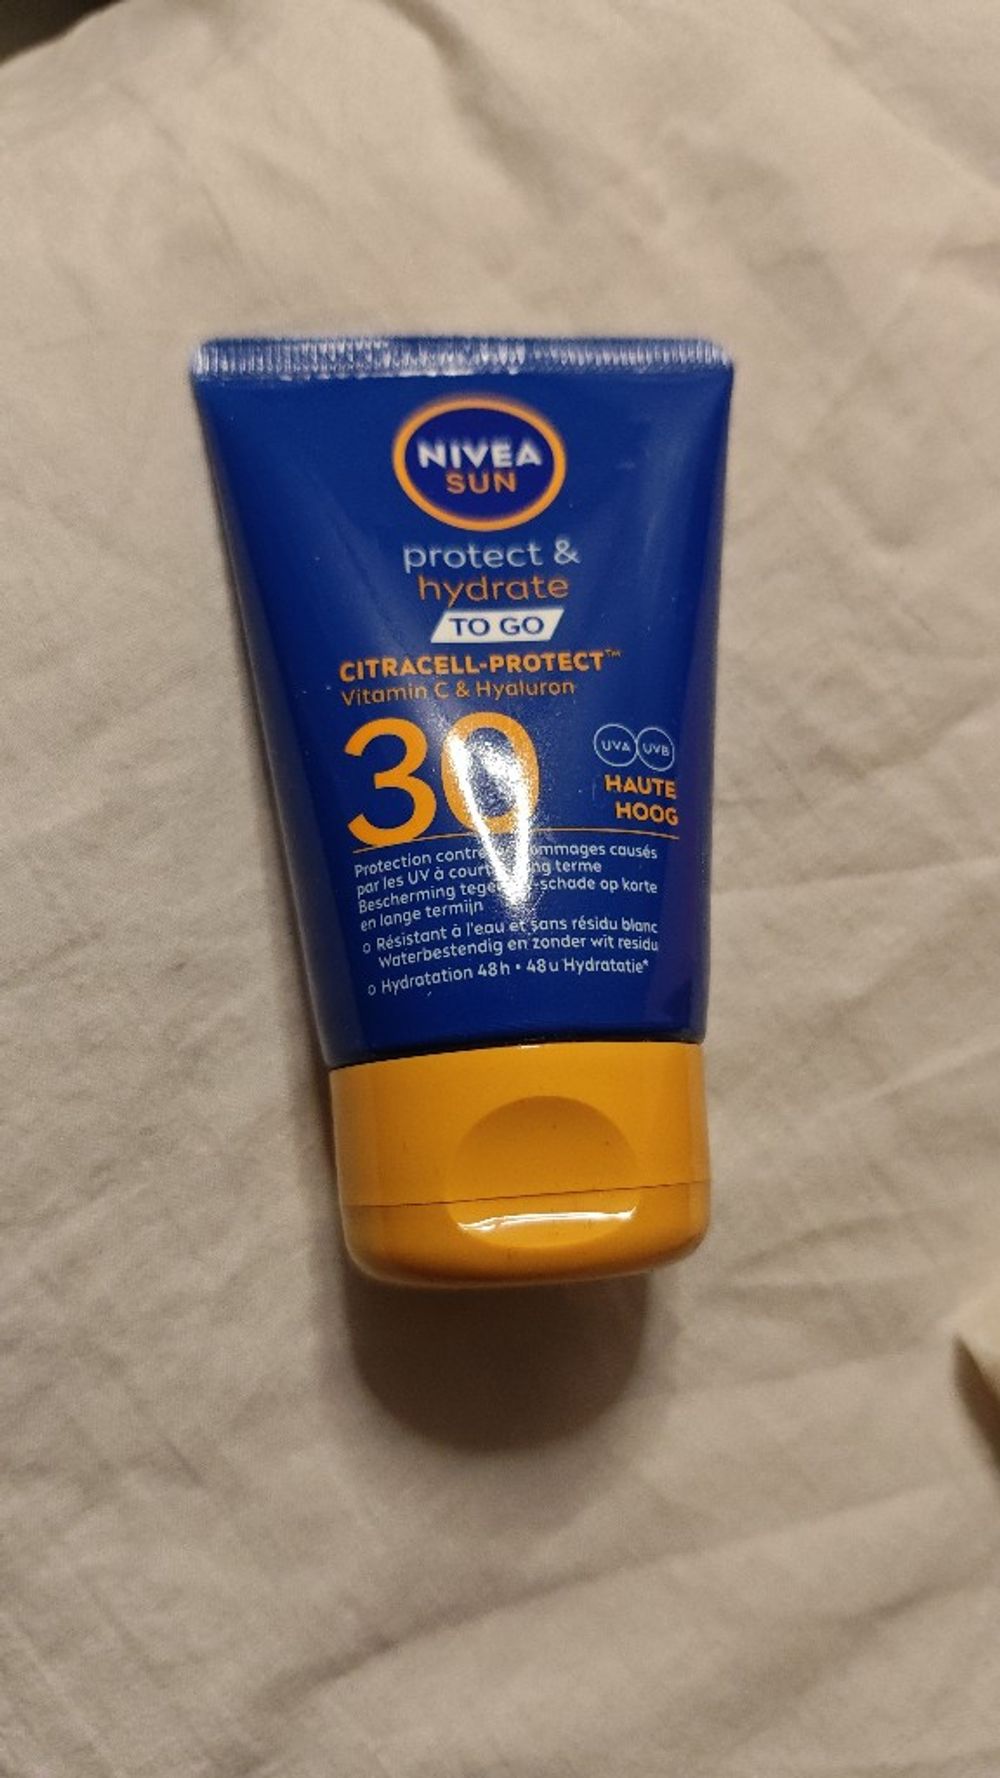 NIVEA
SUN
protect &
hydrate
TO GO
CITRACELL-PROTECT™
Vitamin C & Hyaluron
30
UVA UVB
HAUTE
HOOG
Protection contre ommages causés
par les UV à court ng terme
Bescherming tege -schade op korte
en lange termijn
o Résistant à l'eau et sans résidu blanc
Waterbestendig en zonder wit residu
o Hydratation 48h • 48u Hydratatie*